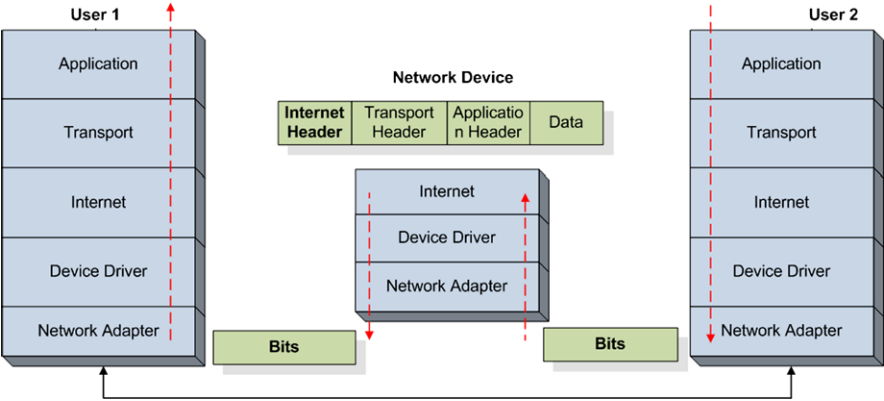 User 1
User 2
Application
Transport
Internet
Device Driver
Network Adapter
Network Device
Internet
Header
Transport
Header
Applicatio
n Header
Data
Internet
Device Driver
Network Adapter
Bits
Bits
Application
Transport
Internet
Device Driver
Network Adapter